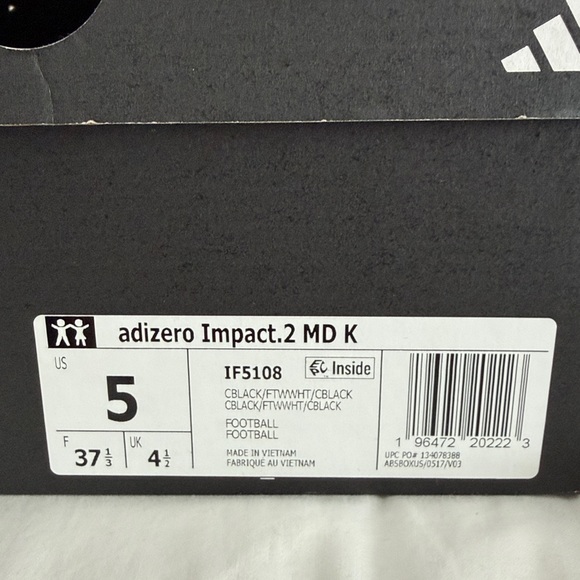 adizero Impact.2 MD K
US
5
F
37 1/3
UK
4 1/2
IF5108
Inside
CBLACK/FTWWHT/CBLACK
CBLACK/FTWWHT/CBLACK
FOOTBALL
FOOTBALL
MADE IN VIETNAM
FABRIQUÉ AU VIETNAM
1 96472 20222 3
UPC PO# 134078388
ABSBOXUS/0517/V03